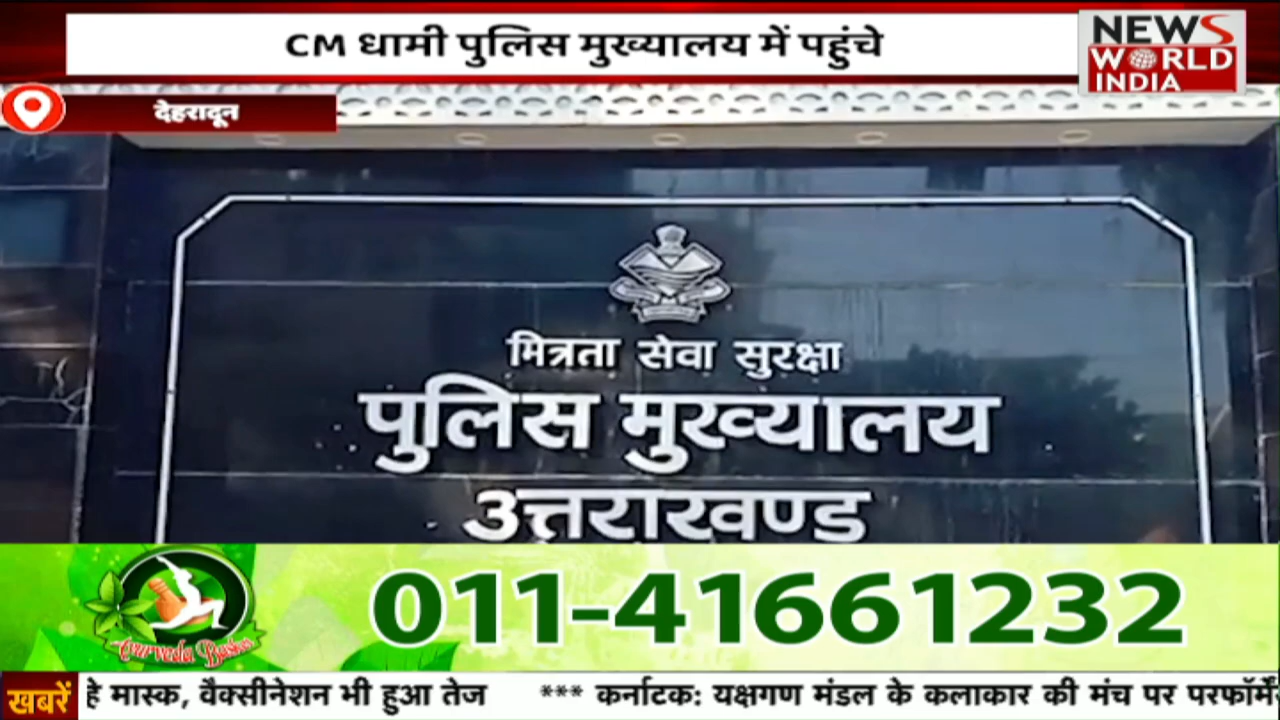 CM धामी पुलिस मुख्यालय में पहुंचे
NEWS
WORLD
INDIA
देहरादून
मित्रता सेवा सुरक्षा
पुलिस मुख्यालय
उत्तराखण्ड
011-41661232
Ayurveda
खबरें
हे मास्क, वैक्सीनेशन भी हुआ तेज *** कर्नाटक: यक्षगण मंडल के कलाकार की मंच पर